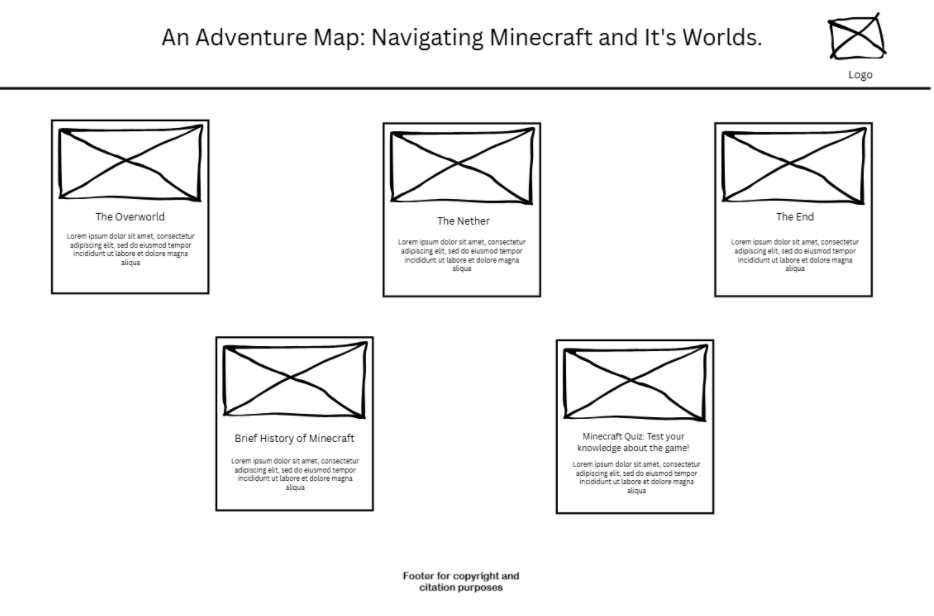 An Adventure Map: Navigating Minecraft and It's Worlds.
Logo
The Overworld
Lorem ipsum dolor sit amet, consectetur
adipiscing elit, sed do eiusmod tempor
incididunt ut labore et dolore magna
aliqua
The Nether
Lorem ipsum dolor sit amet, consectetur
adipiscing elit, sed do eiusmod tempor
incididunt ut labore et dolore magna
aliqua
The End
Lorem ipsum dolor sit amet, consectetur
adipiscing elit, sed do eiusmod tempor
incididunt ut labore et dolore magna
aliqua
Brief History of Minecraft
Lorem ipsum dolor sit amet, consectetur
adipiscing elit, sed do eiusmod tempor
incididunt ut labore et dolore magna
aliqua
Minecraft Quiz: Test your
knowledge about the game!
Lorem ipsum dolor sit amet, consectetur
adipiscing elit, sed do eiusmod tempor
incididunt ut labore et dolore magna
aliqua
Footer for copyright and
citation purposes